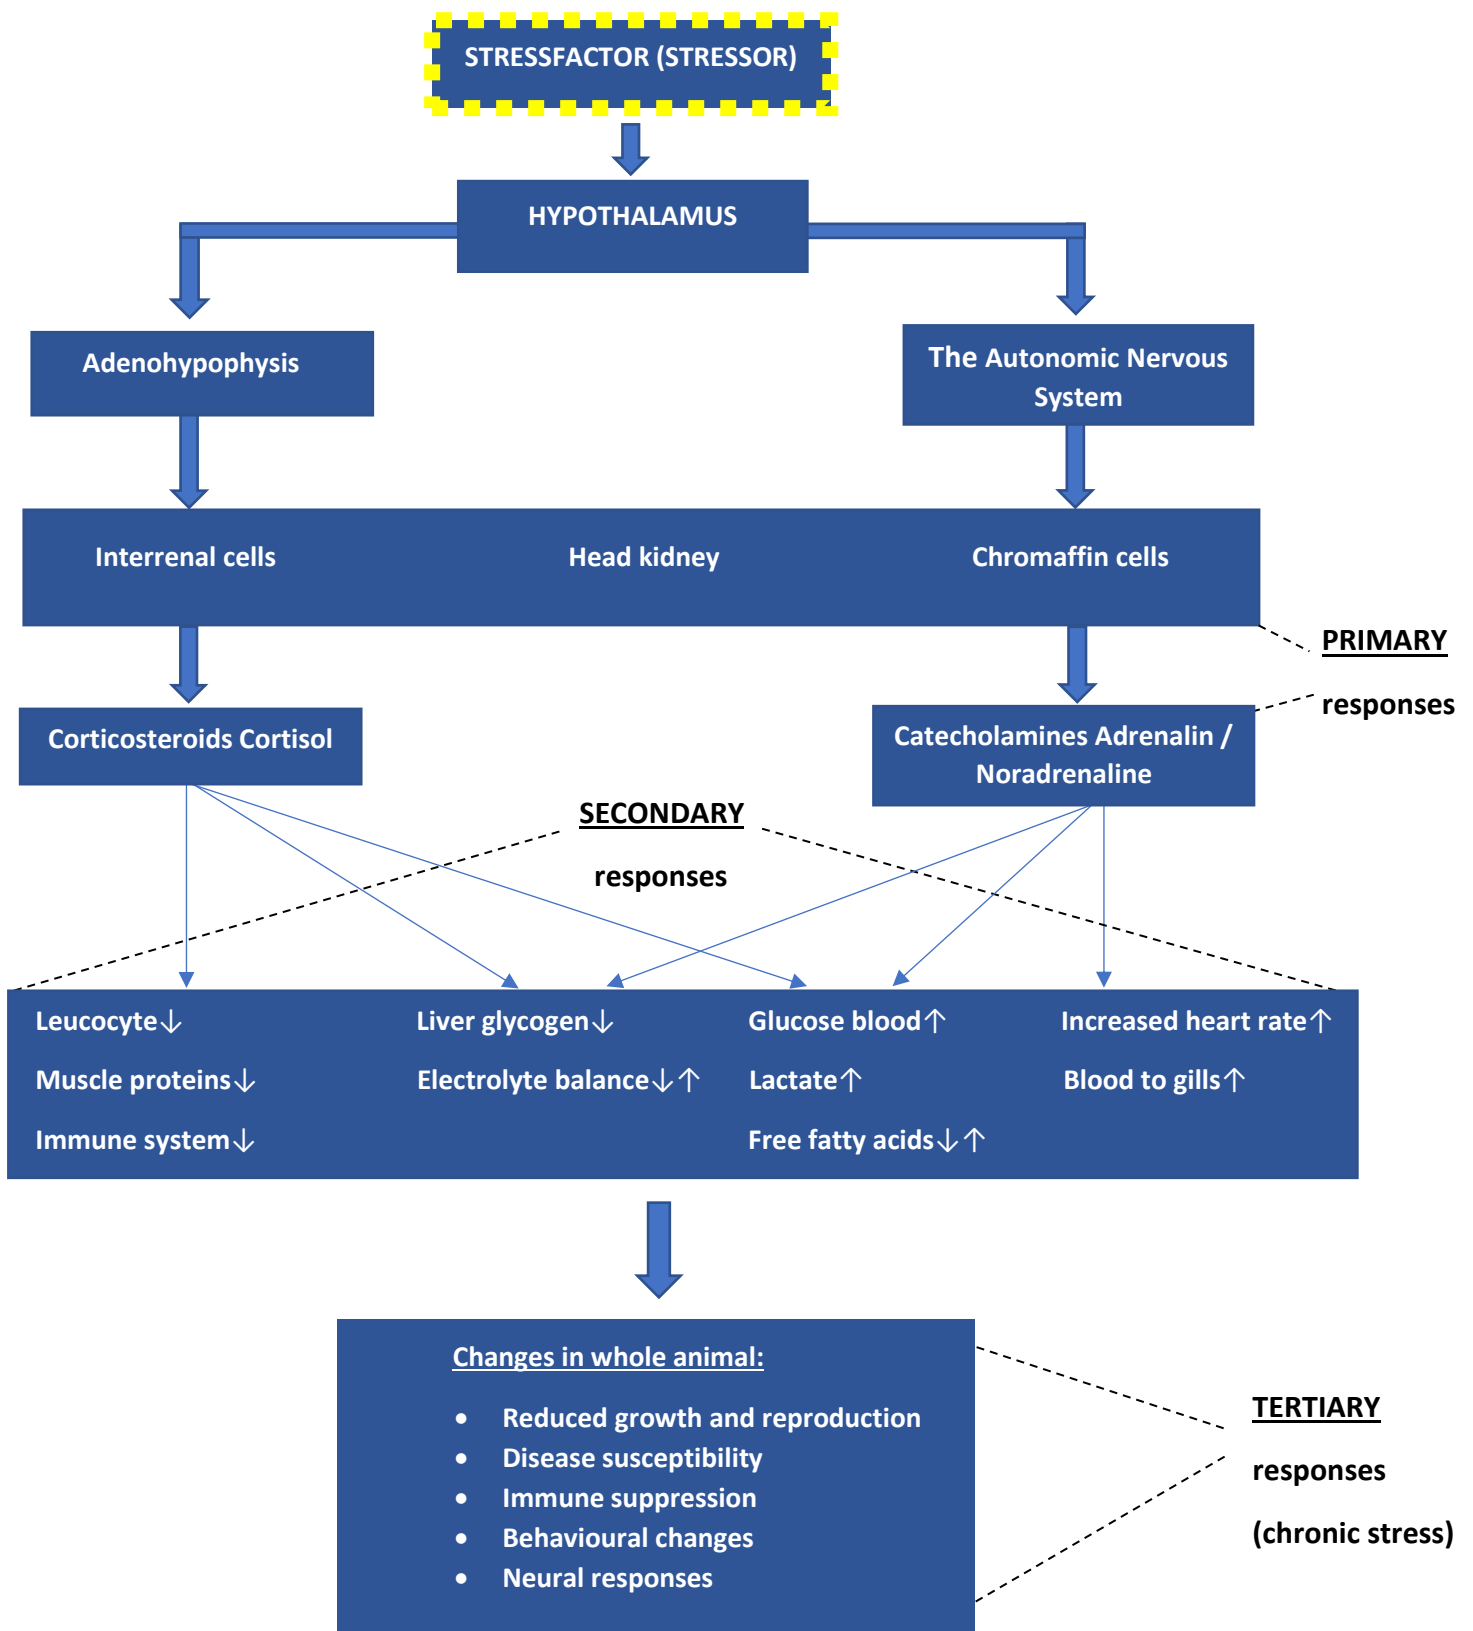 STRESSFACTOR (STRESSOR)
HYPOTHALAMUS
Adenohypophysis
The Autonomic Nervous
System
Interrenal cells
Head kidney
Chromaffin cells
PRIMARY
responses
Corticosteroids Cortisol
Catecholamines Adrenalin /
Noradrenaline
SECONDARY
responses
Leucocyte↓
Liver glycogen↓
Glucose blood↑
Increased heart rate↑
Muscle proteins↓
Electrolyte balance↓↑
Lactate↑
Blood to gills↑
Immune system↓
Free fatty acids↓↑
Changes in whole animal:
• Reduced growth and reproduction
• Disease susceptibility
• Immune suppression
• Behavioural changes
• Neural responses
TERTIARY
responses
(chronic stress)